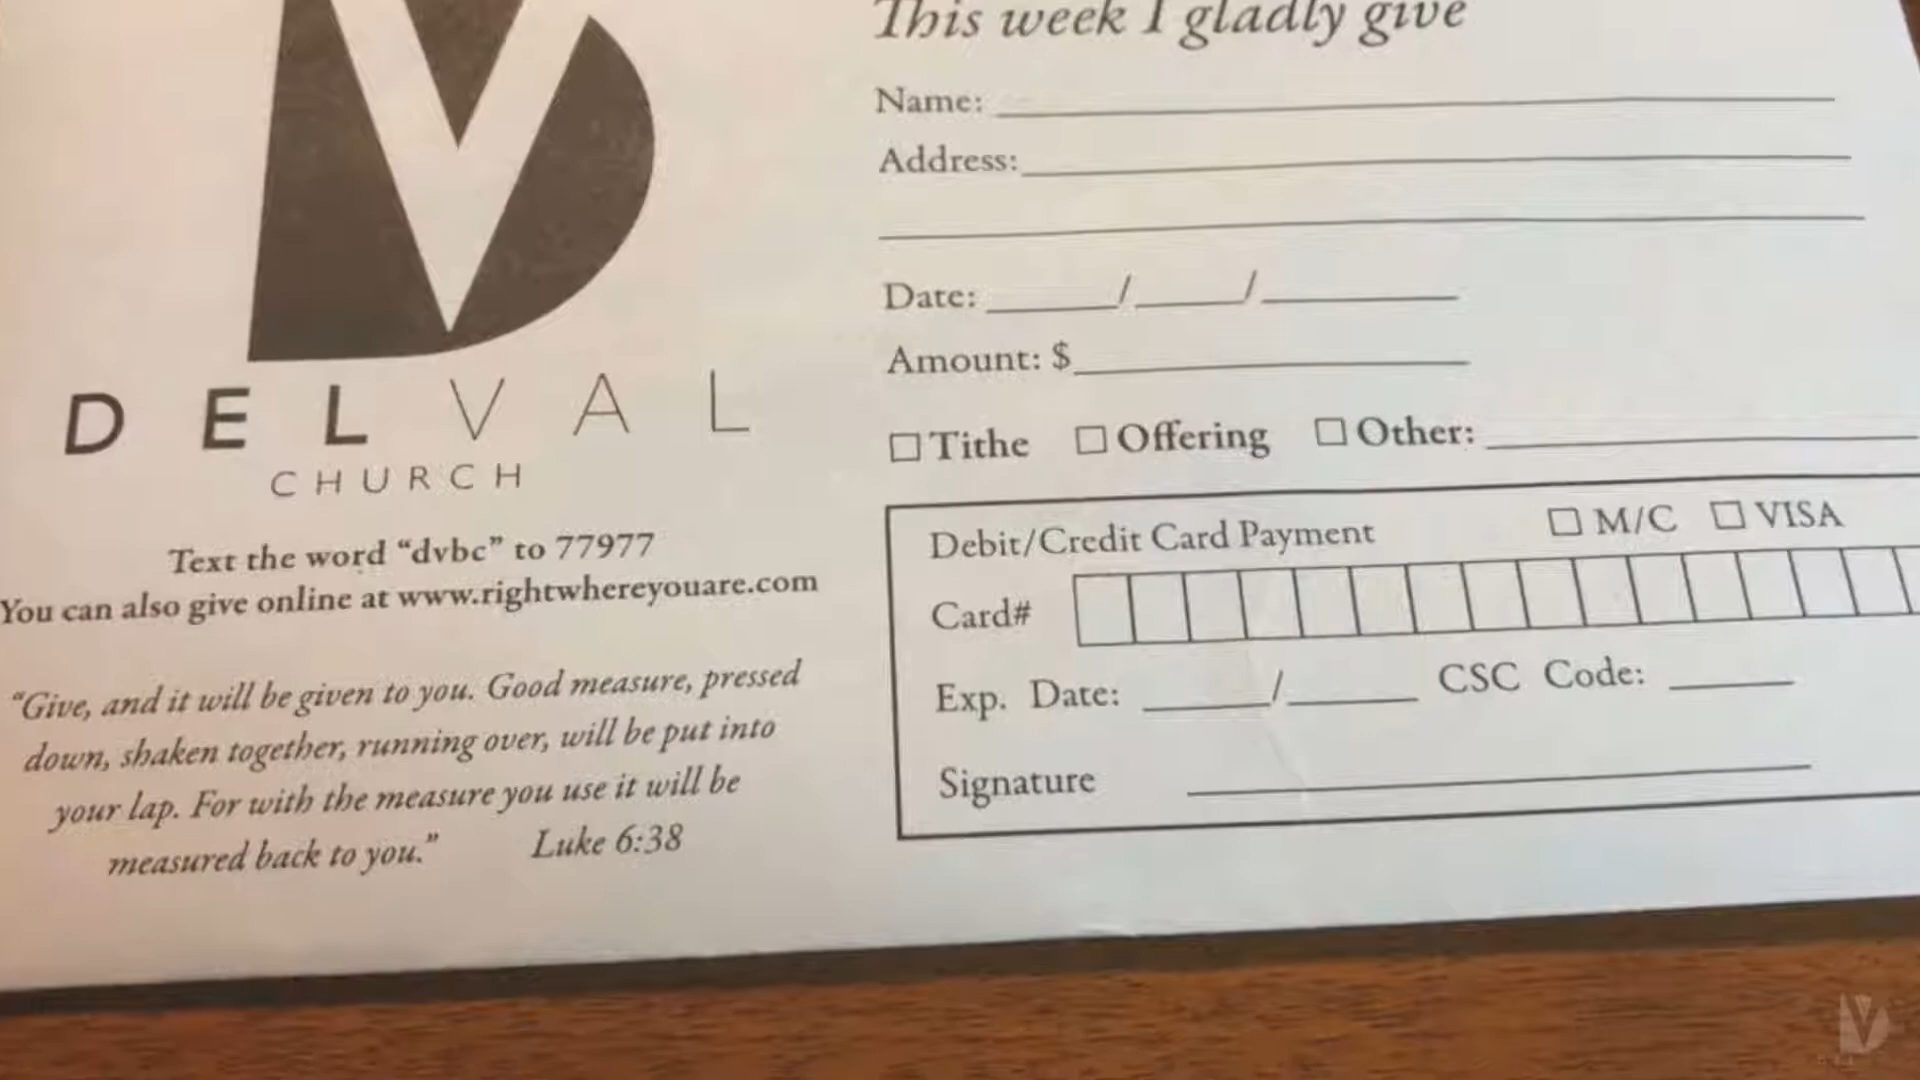 DELVAL
CHURCH
Text the word “dvbc” to 77977
You can also give online at www.rightwhereyouare.com
“Give, and it will be given to you. Good measure, pressed
down, shaken together, running over, will be put into
your lap. For with the measure you use it will be
measured back to you.” Luke 6:38
This week I gladly give
Name:
Address:
Date: / /
Amount: $
Tithe Offering Other:
Debit/Credit Card Payment M/C VISA
Card#
Exp. Date: / CSC Code:
Signature